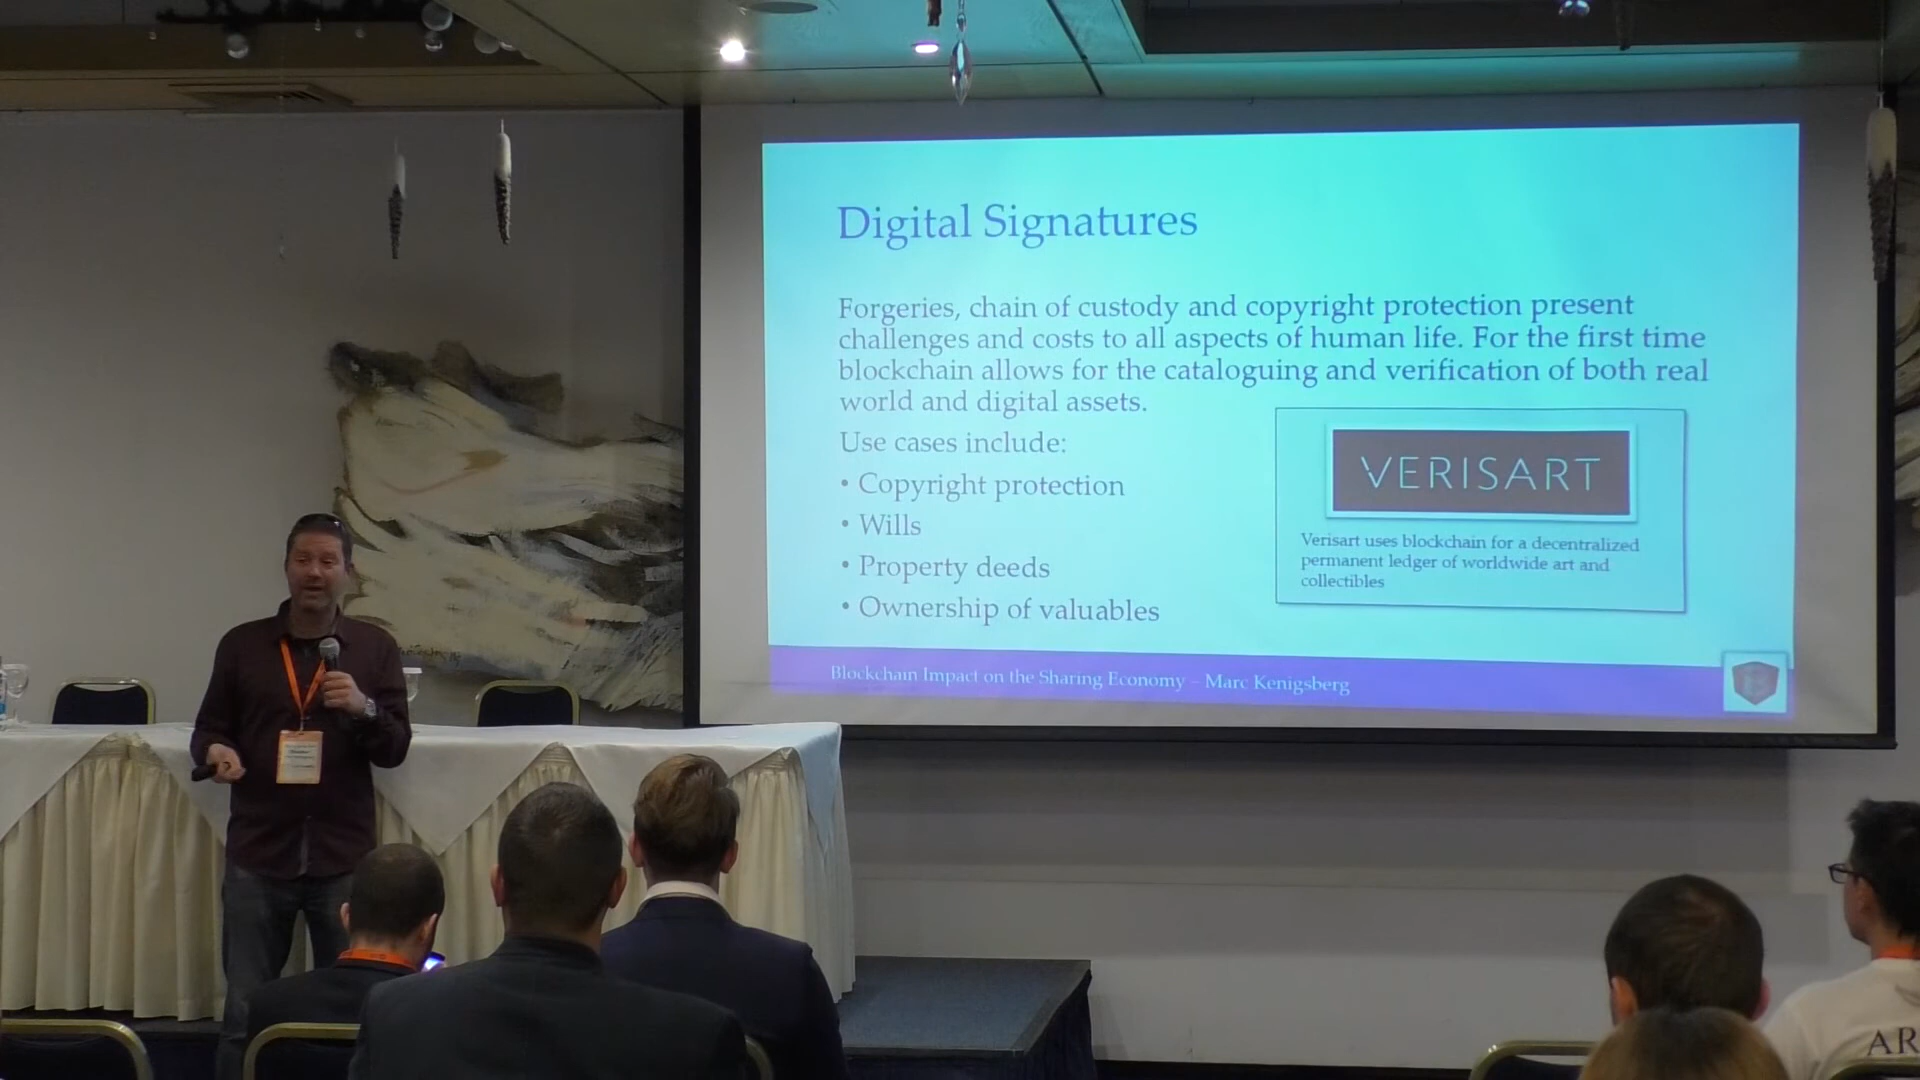 Digital Signatures
Forgeries, chain of custody and copyright protection present
challenges and costs to all aspects of human life. For the first time
blockchain allows for the cataloguing and verification of both real
world and digital assets.
Use cases include:
• Copyright protection
• Wills
• Property deeds
• Ownership of valuables
VERISART
Verisart uses blockchain for a decentralized
permanent ledger of worldwide art and
collectibles
Blockchain Impact on the Sharing Economy – Marc Kenigsberg
AR